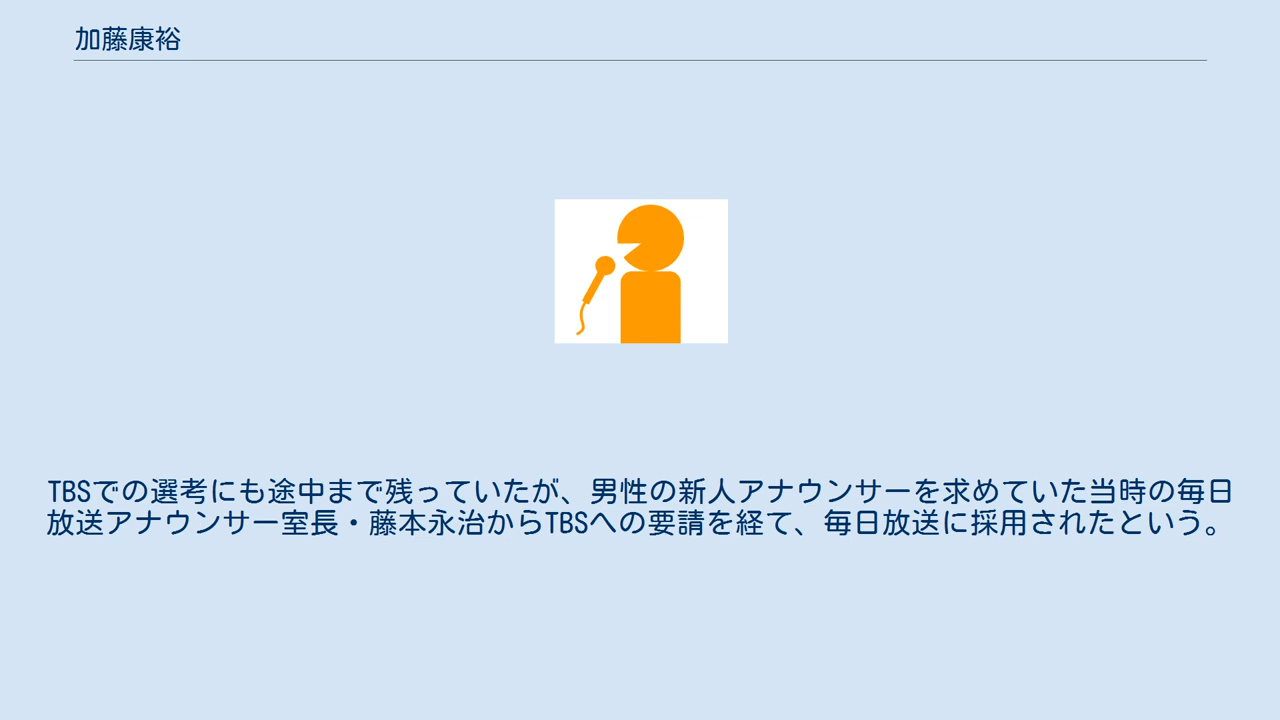 加藤康裕
TBSでの選考にも途中まで残っていたが、男性の新人アナウンサーを求めていた当時の毎日
放送アナウンサー室長・藤本永治からTBSへの要請を経て、毎日放送に採用されたという。